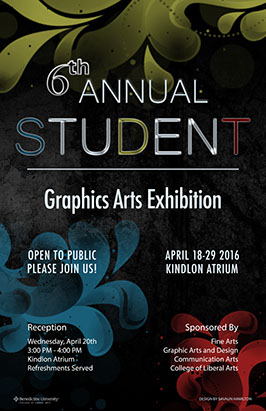 6th
ANNUAL
STUDENT
Graphics Arts Exhibition
OPEN TO PUBLIC
PLEASE JOIN US!
APRIL 18-29 2016
KINDLON ATRIUM
Reception
Wednesday, April 20th
3:00 PM - 4:00 PM
Kindlon Atrium -
Refreshments Served
Sponsored By
Fine Arts
Graphic Arts and Design
Communication Arts
College of Liberal Arts
Benedictine University
DESIGN BY